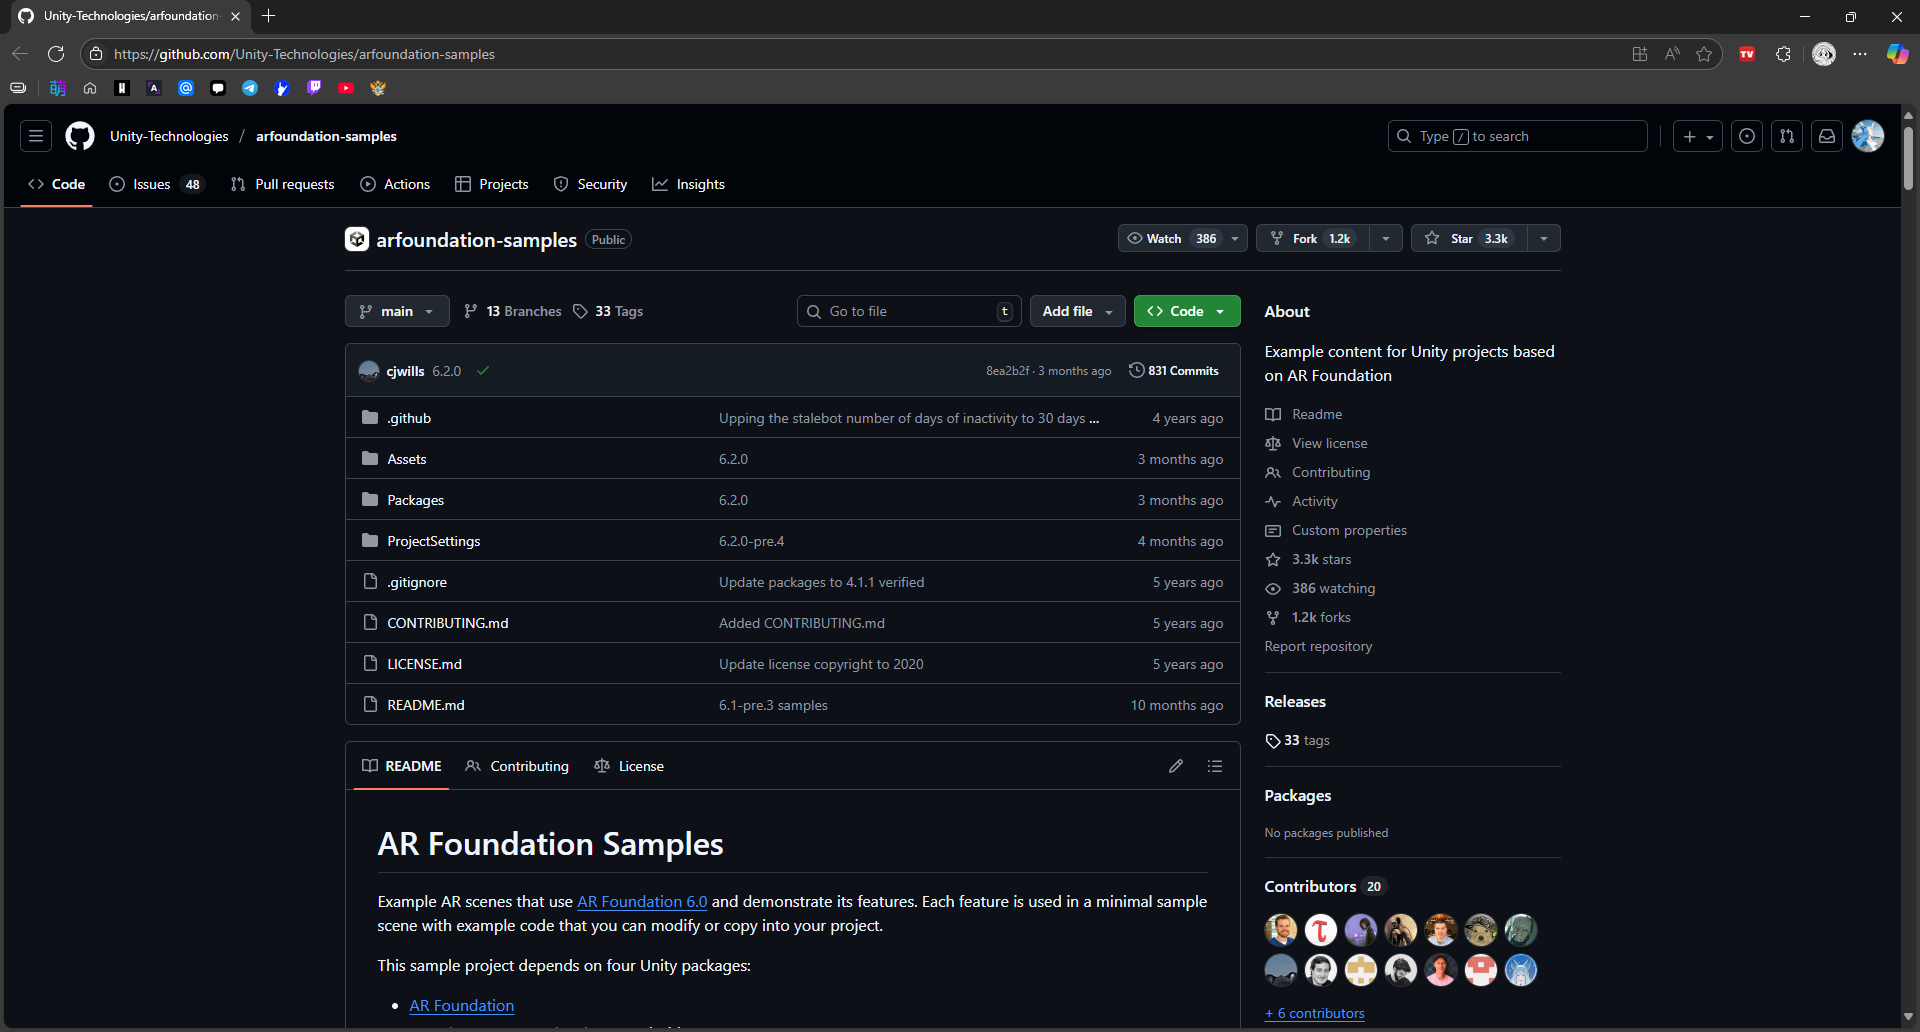 Unity-Technologies/arfoundation-
https://github.com/Unity-Technologies/arfoundation-samples
Unity-Technologies / arfoundation-samples
Type / to search
Code
Issues 48
Pull requests
Actions
Projects
Security
Insights
arfoundation-samples Public
Watch 386
Fork 1.2k
Star 3.3k
main
13 Branches
33 Tags
Go to file t
Add file
Code
cjwills 6.2.0
8ea2b2f · 3 months ago
831 Commits
.github Upping the stalebot number of days of inactivity to 30 days ... 4 years ago
Assets 6.2.0 3 months ago
Packages 6.2.0 3 months ago
ProjectSettings 6.2.0-pre.4 4 months ago
.gitignore Update packages to 4.1.1 verified 5 years ago
CONTRIBUTING.md Added CONTRIBUTING.md 5 years ago
LICENSE.md Update license copyright to 2020 5 years ago
README.md 6.1-pre.3 samples 10 months ago
README
Contributing
License
AR Foundation Samples
Example AR scenes that use AR Foundation 6.0 and demonstrate its features. Each feature is used in a minimal sample
scene with example code that you can modify or copy into your project.
This sample project depends on four Unity packages:
• AR Foundation
About
Example content for Unity projects based
on AR Foundation
Readme
View license
Contributing
Activity
Custom properties
3.3k stars
386 watching
1.2k forks
Report repository
Releases
33 tags
Packages
No packages published
Contributors 20
+ 6 contributors